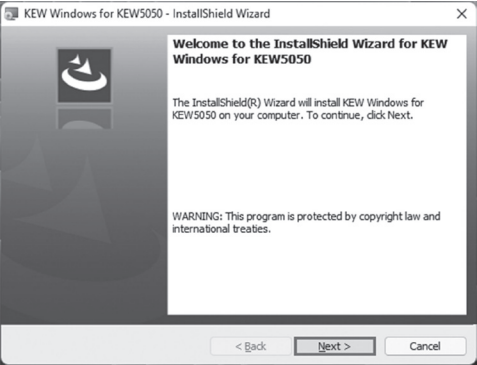 KEW Windows for KEW5050 - InstallShield Wizard
Welcome to the InstallShield Wizard for KEW
Windows for KEW5050
The InstallShield(R) Wizard will install KEW Windows for
KEW5050 on your computer. To continue, click Next.
WARNING: This program is protected by copyright law and
international treaties.
< Back
Next >
Cancel